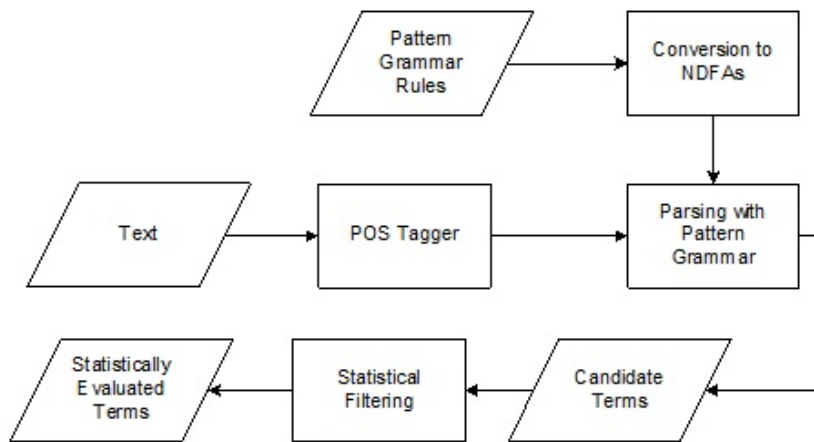 Pattern
Grammar
Rules
Conversion to
NDFAs
Text
POS Tagger
Parsing with
Pattern
Grammar
Statistically
Evaluated
Terms
Statistical
Filtering
Candidate
Terms